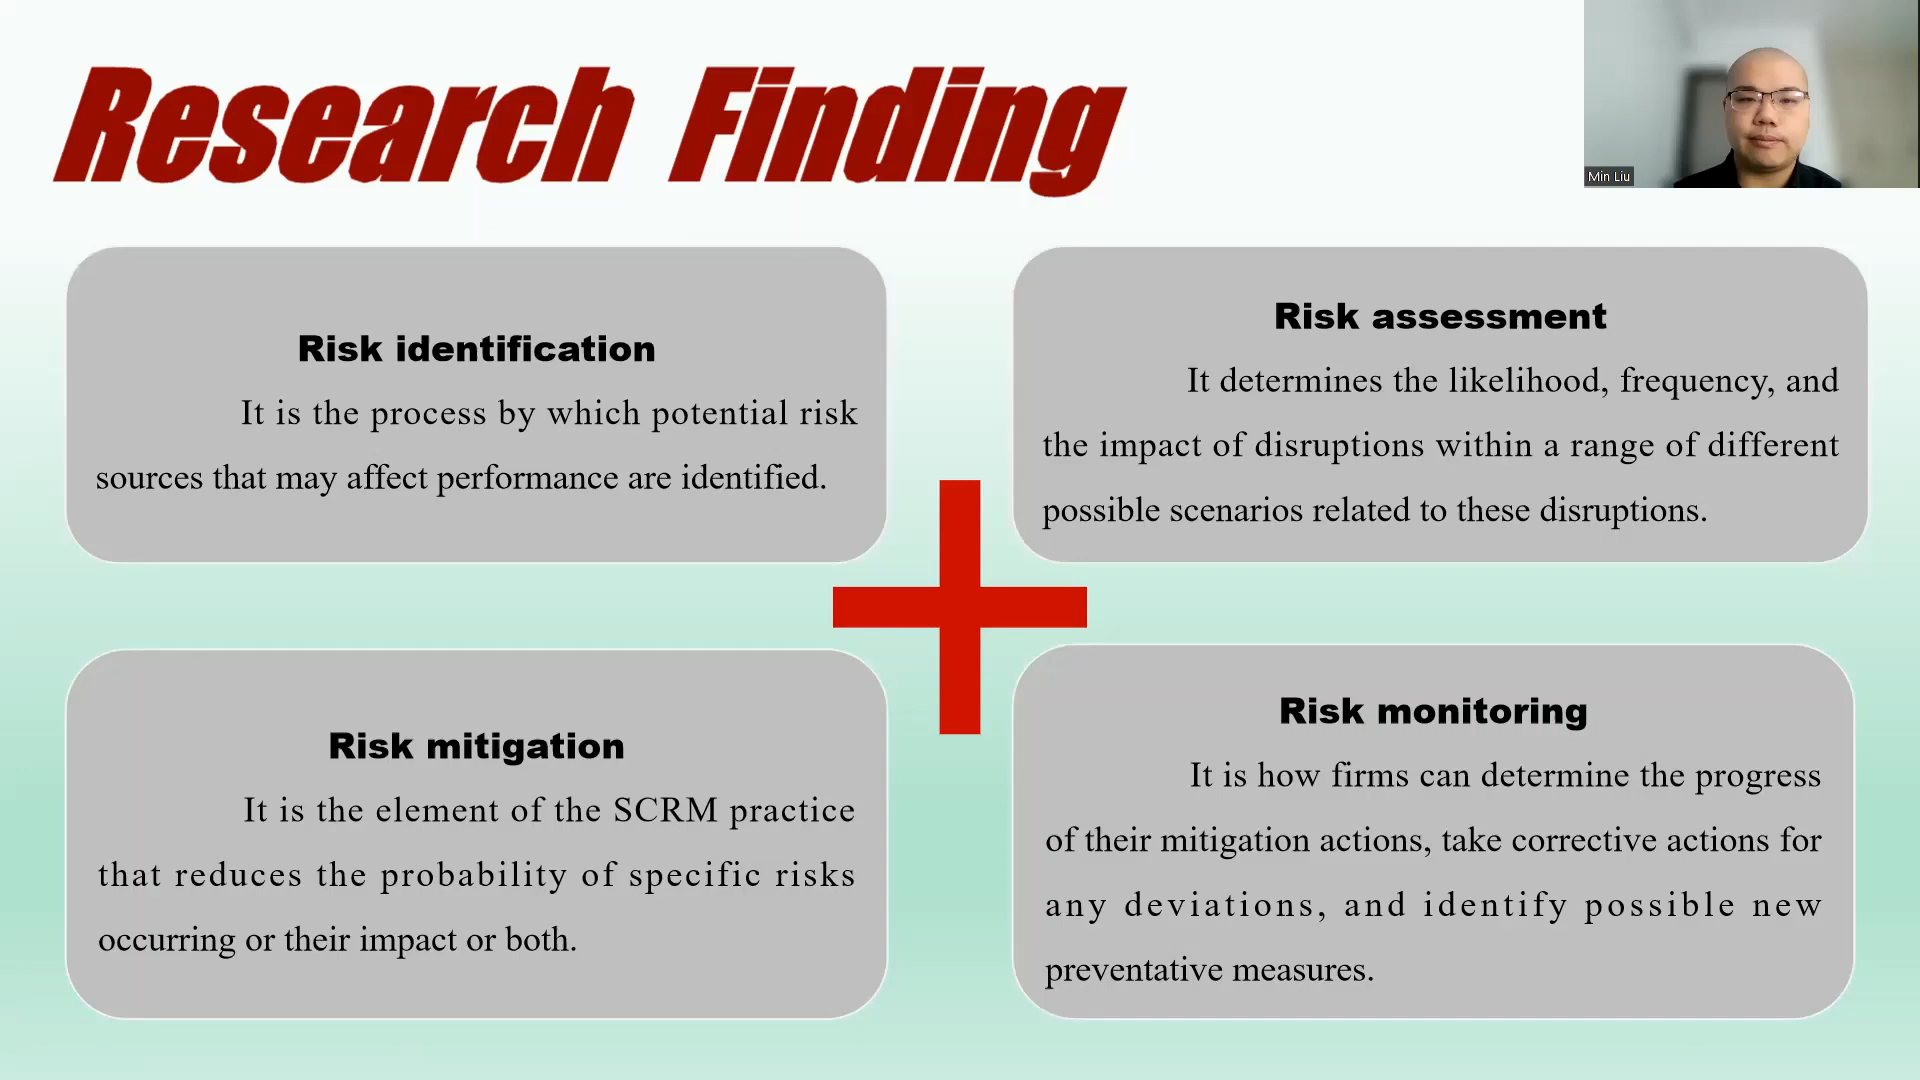 Research Finding
Min Liu
Risk identification
It is the process by which potential risk
sources that may affect performance are identified.
Risk assessment
It determines the likelihood, frequency, and
the impact of disruptions within a range of different
possible scenarios related to these disruptions.
Risk mitigation
It is the element of the SCRM practice
that reduces the probability of specific risks
occurring or their impact or both.
Risk monitoring
It is how firms can determine the progress
of their mitigation actions, take corrective actions for
any deviations, and identify possible new
preventative measures.